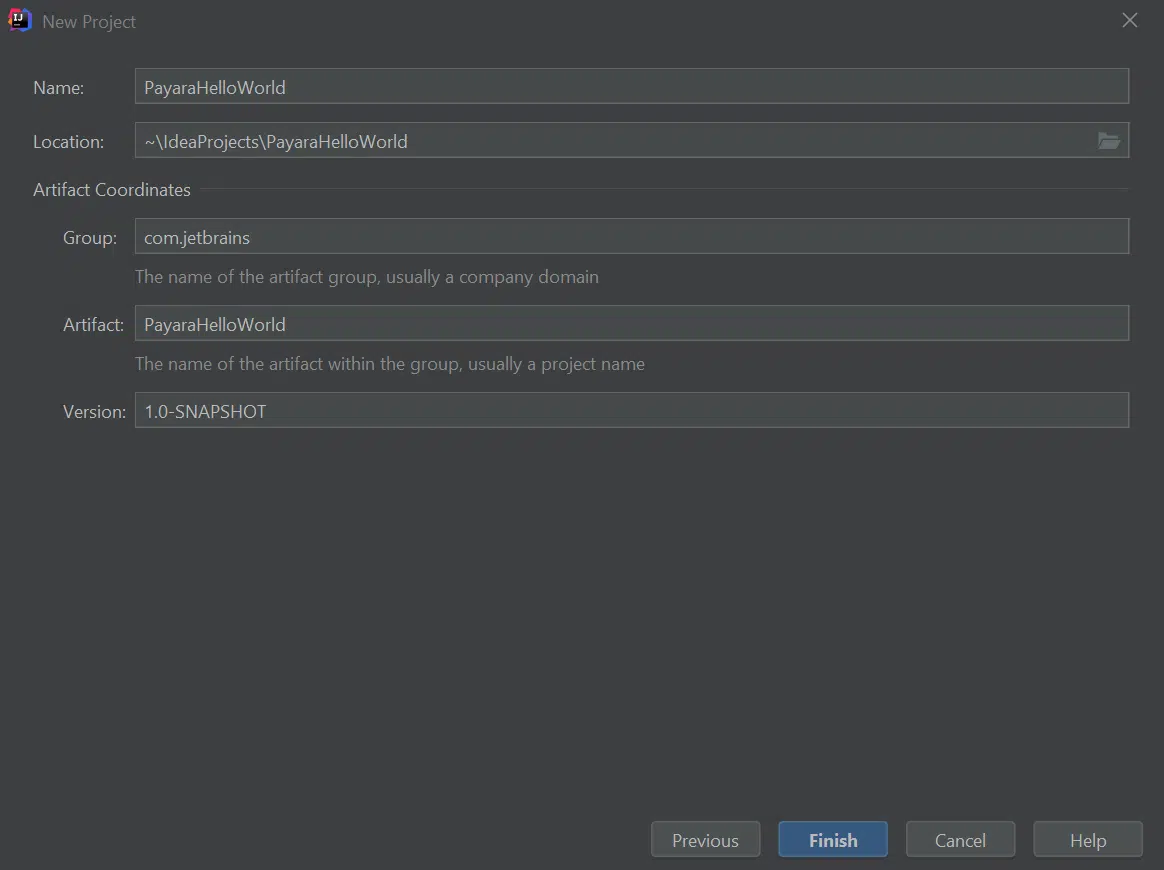 IJ
New Project
Name: PayaraHelloWorld
Location: ~\IdeaProjects\PayaraHelloWorld
Artifact Coordinates
Group: com.jetbrains
The name of the artifact group, usually a company domain
Artifact: PayaraHelloWorld
The name of the artifact within the group, usually a project name
Version: 1.0-SNAPSHOT
Previous Finish Cancel Help